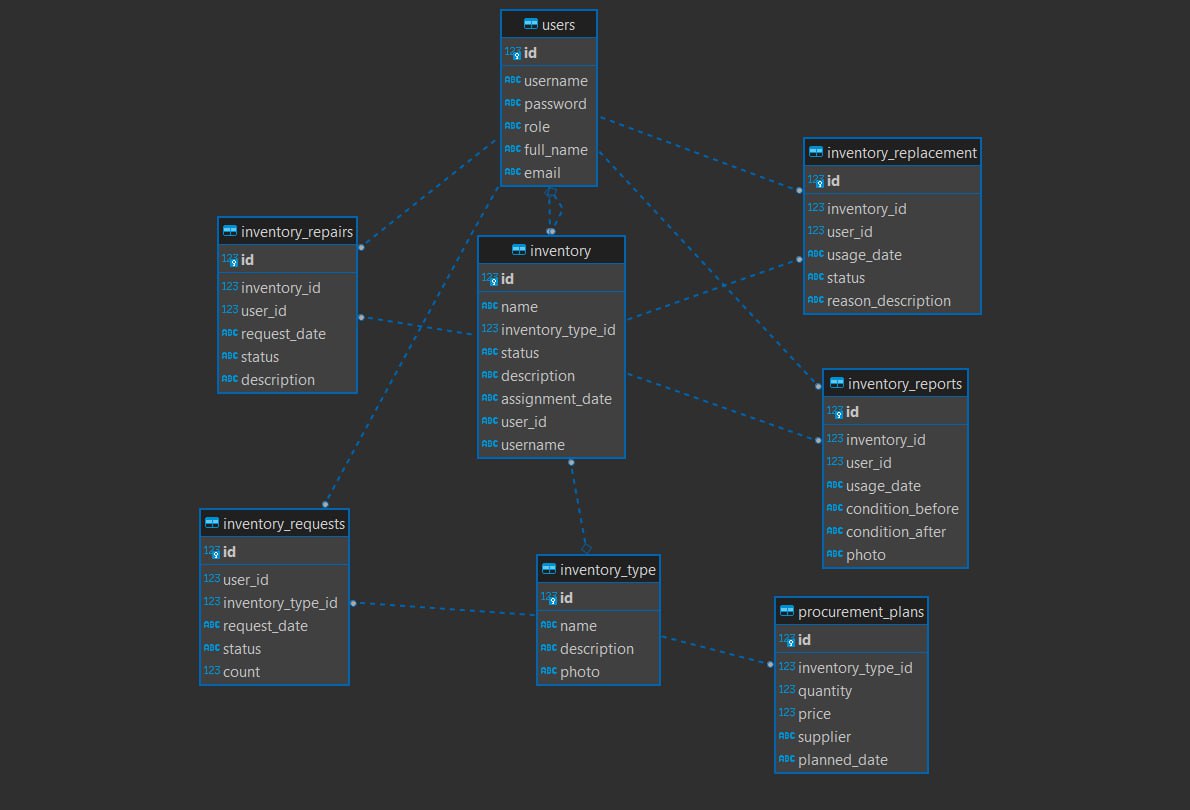 users
123 id
ABC username
ABC password
ABC role
ABC full_name
ABC email
inventory_replacement
123 id
123 inventory_id
123 user_id
ABC usage_date
ABC status
ABC reason_description
inventory_repairs
123 id
123 inventory_id
123 user_id
ABC request_date
ABC status
ABC description
inventory
123 id
ABC name
123 inventory_type_id
ABC status
ABC description
ABC assignment_date
ABC user_id
ABC username
inventory_reports
123 id
123 inventory_id
123 user_id
ABC usage_date
ABC condition_before
ABC condition_after
ABC photo
inventory_requests
123 id
123 user_id
123 inventory_type_id
ABC request_date
ABC status
123 count
inventory_type
123 id
ABC name
ABC description
ABC photo
procurement_plans
123 id
123 inventory_type_id
123 quantity
123 price
ABC supplier
ABC planned_date